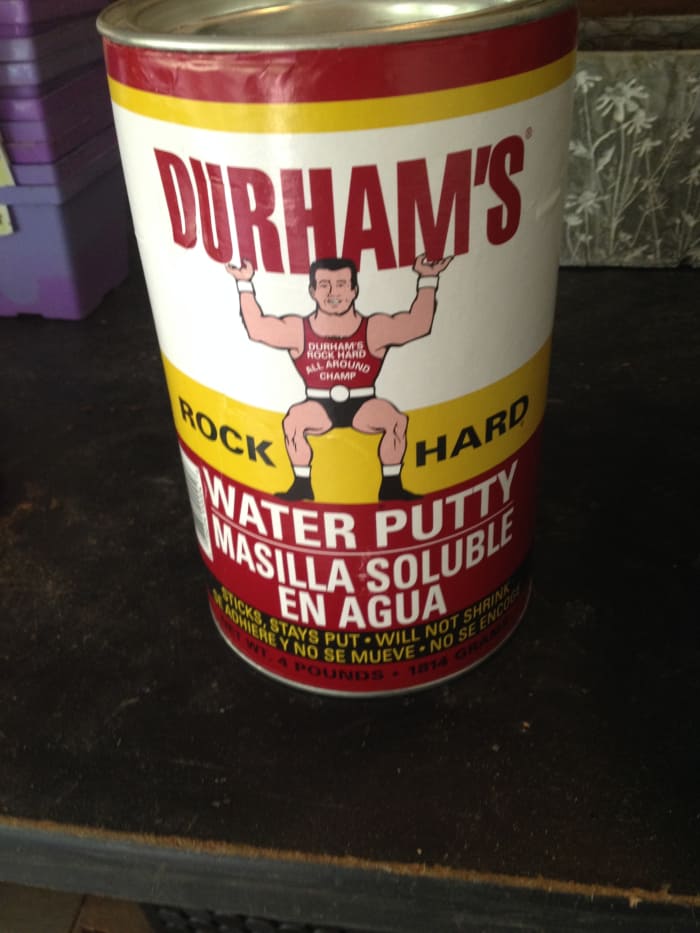 DURHAM'S®
DURHAM'S
ROCK HARD
ALL AROUND
CHAMP
ROCK HARD
WATER PUTTY
MASILLA SOLUBLE
EN AGUA
STICKS, STAYS PUT • WILL NOT SHRINK
SE ADHIERE Y NO SE MUEVE • NO SE ENCOGE
NET WT. 4 POUNDS • 1814 GRAMS